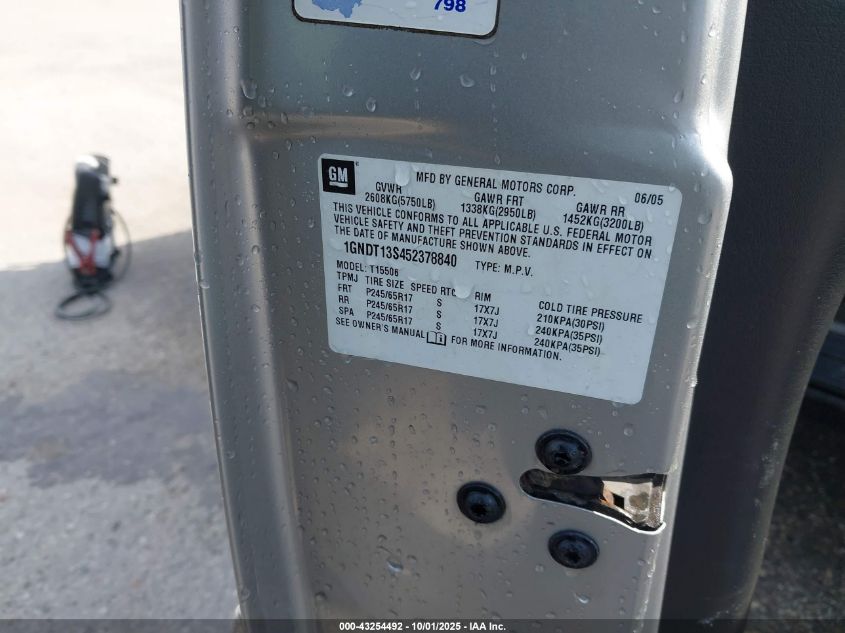 798
GM
MFD BY GENERAL MOTORS CORP. 06/05
GVWR GAWR FRT GAWR RR
2608KG(5750LB) 1338KG(2950LB) 1452KG(3200LB)
THIS VEHICLE CONFORMS TO ALL APPLICABLE U.S. FEDERAL MOTOR
VEHICLE SAFETY AND THEFT PREVENTION STANDARDS IN EFFECT ON
THE DATE OF MANUFACTURE SHOWN ABOVE.
1GNDT13S452378840 TYPE: M.P.V.
MODEL: T15506
TPMJ TIRE SIZE SPEED RTG RIM COLD TIRE PRESSURE
FRT P245/65R17 S 17X7J 210KPA(30PSI)
RR P245/65R17 S 17X7J 240KPA(35PSI)
SPA P245/65R17 S 17X7J 240KPA(35PSI)
SEE OWNER'S MANUAL FOR MORE INFORMATION.
000-43254492 - 10/01/2025 - IAA Inc.